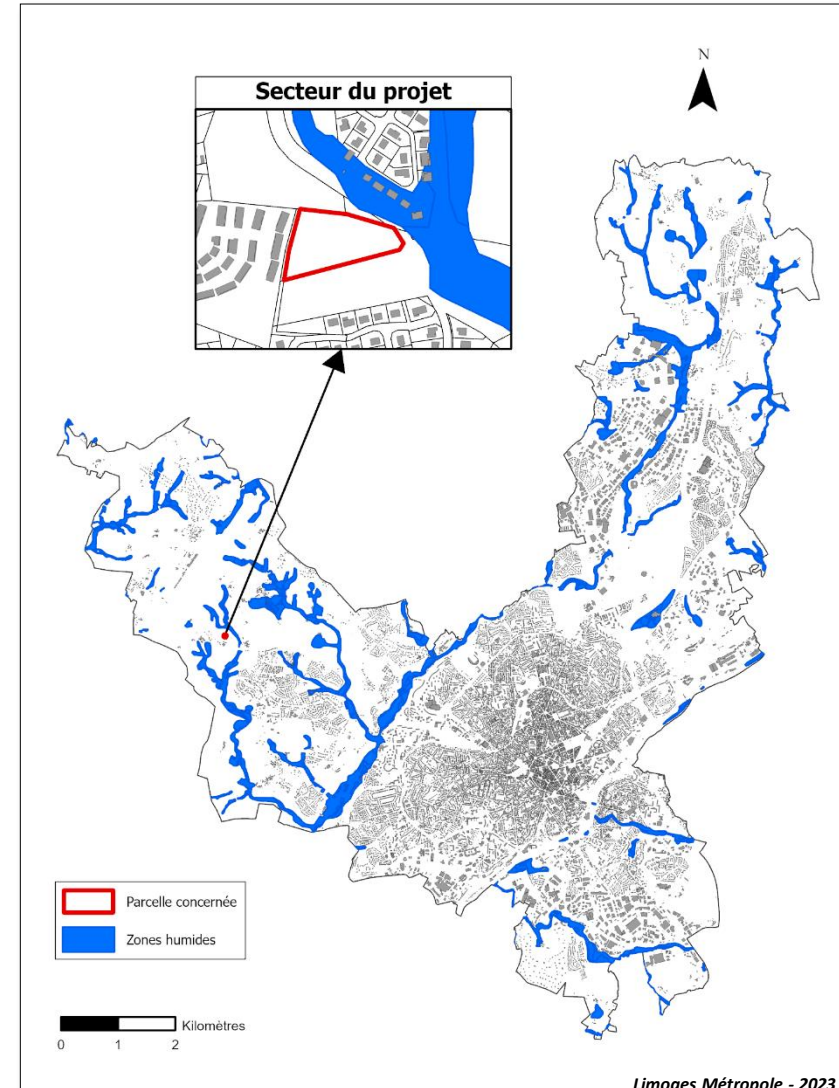 Secteur du projet
N
Parcelle concernée
Zones humides
Kilomètres
0 1 2
Limoges Métropole - 2023